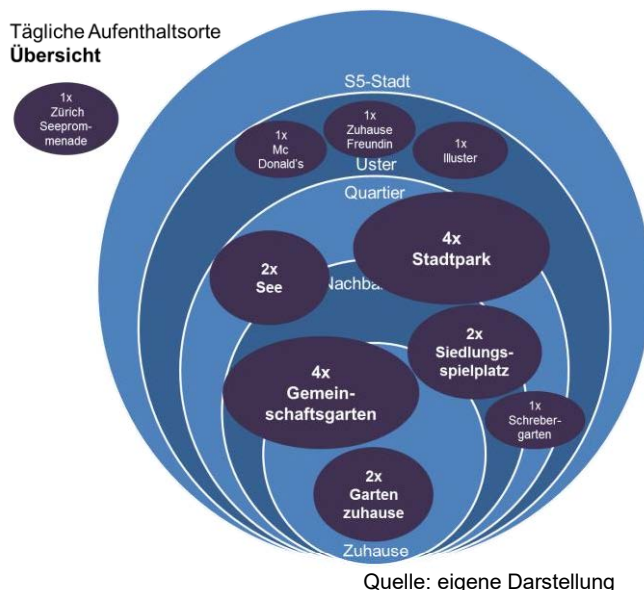 Tägliche Aufenthaltsorte
Übersicht
1x
Zürich
Seeprom-
menade
S5-Stadt
1x
Mc
Donald's
1x
Zuhause
Freundin
1x
Illuster
Uster
Quartier
4x
Stadtpark
2x
See
2x
Siedlungs-
spielplatz
4x
Gemein-
schaftsgarten
1x
Schreber-
garten
2x
Garten
zuhause
Zuhause
Quelle: eigene Darstellung